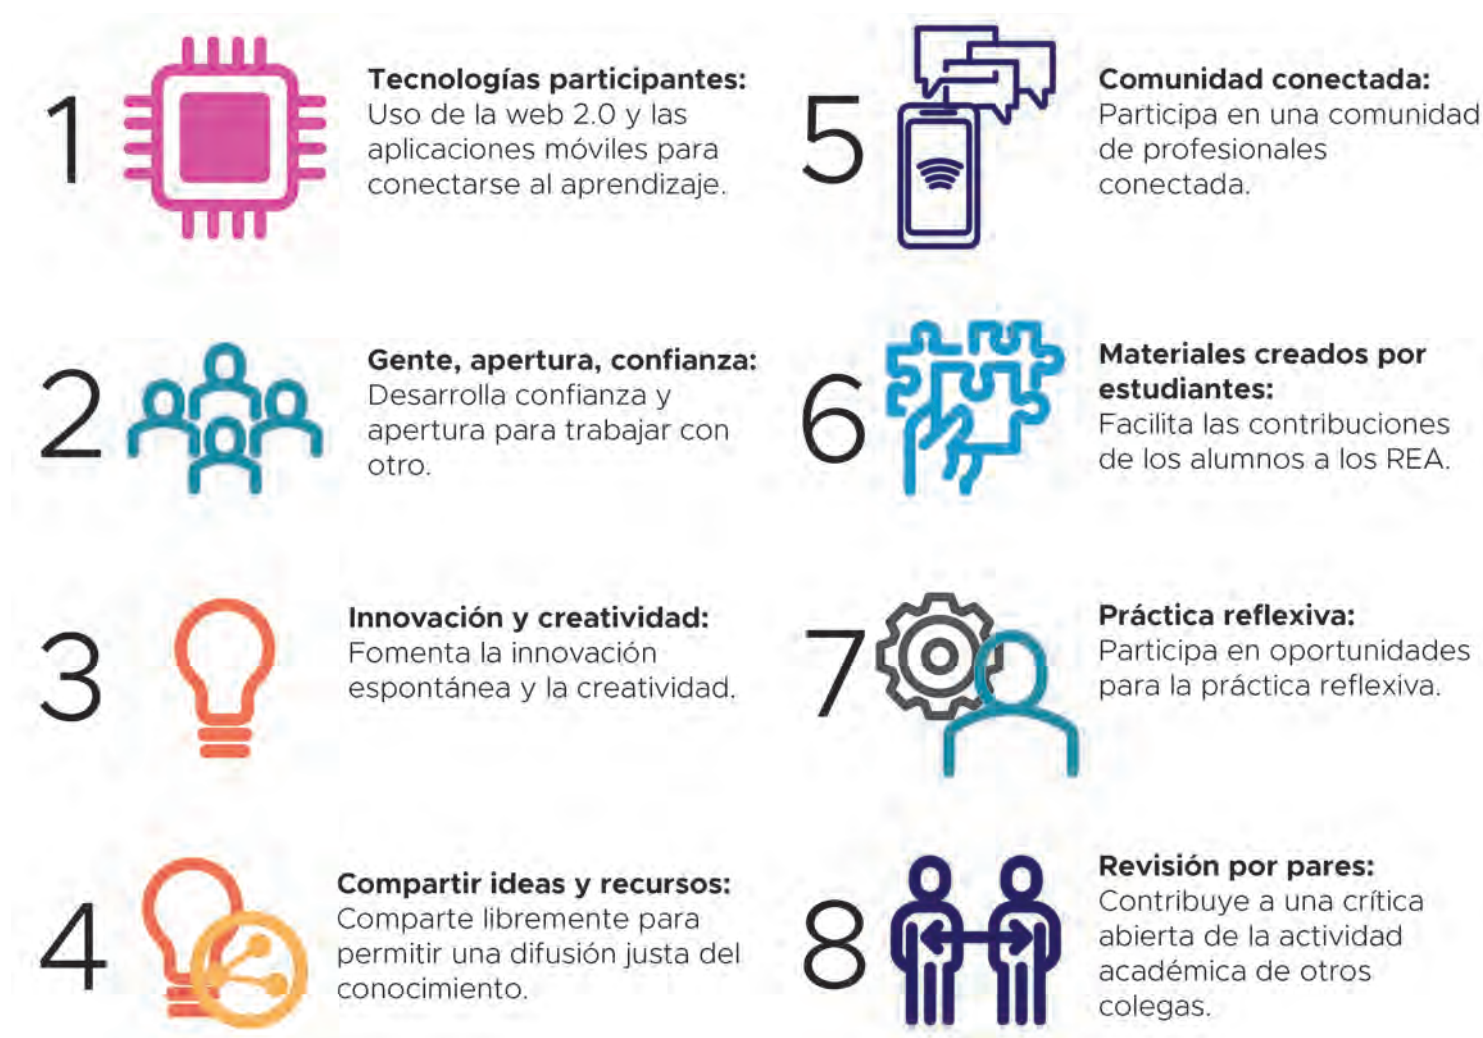 1
Tecnologías participantes:
Uso de la web 2.0 y las
aplicaciones móviles para
conectarse al aprendizaje.
2
Gente, apertura, confianza:
Desarrolla confianza y
apertura para trabajar con
otro.
3
Innovación y creatividad:
Fomenta la innovación
espontánea y la creatividad.
4
Compartir ideas y recursos:
Comparte libremente para
permitir una difusión justa del
conocimiento.
5
Comunidad conectada:
Participa en una comunidad
de profesionales
conectada.
6
Materiales creados por
estudiantes:
Facilita las contribuciones
de los alumnos a los REA.
7
Práctica reflexiva:
Participa en oportunidades
para la práctica reflexiva.
8
Revisión por pares:
Contribuye a una crítica
abierta de la actividad
académica de otros
colegas.